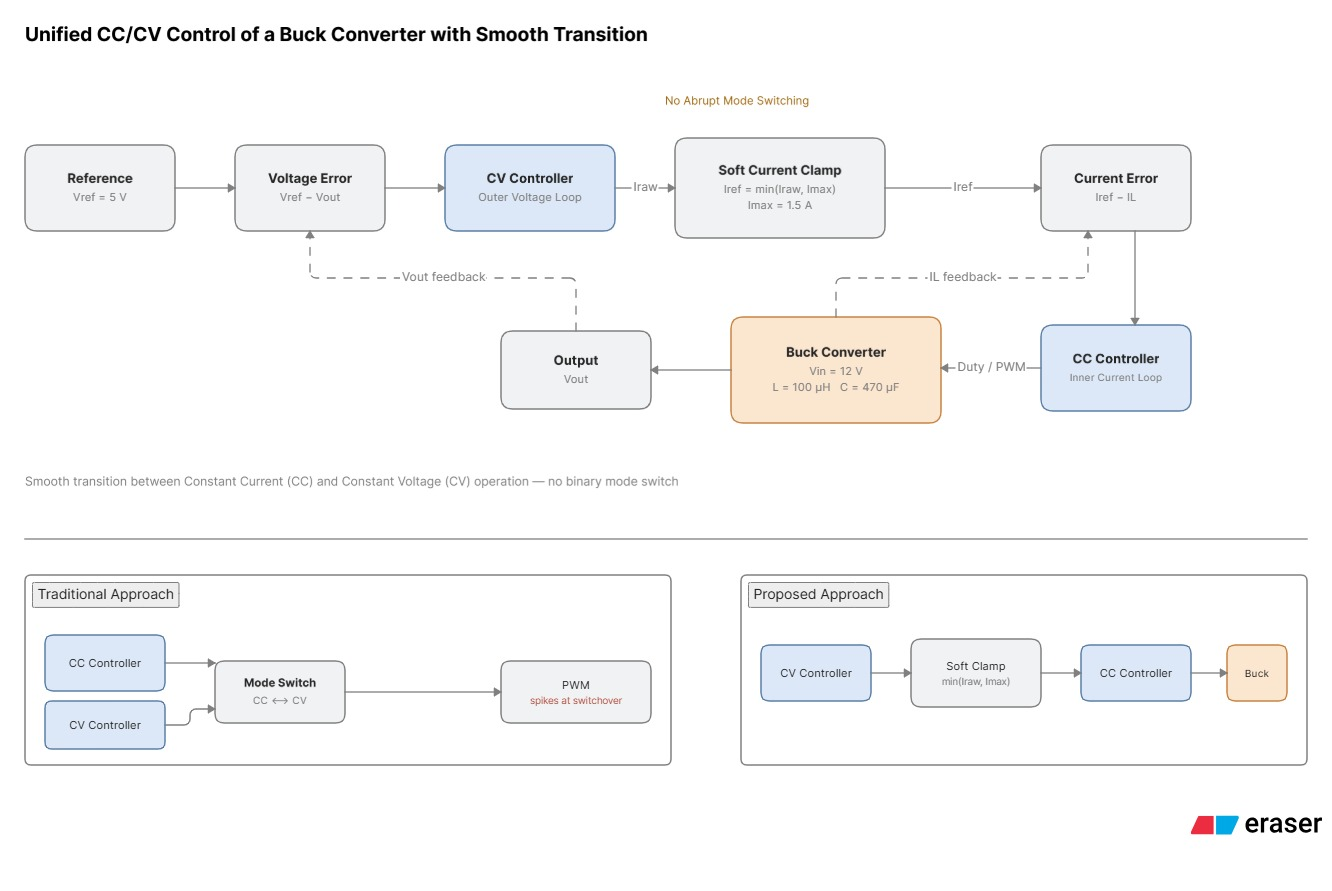 Unified CC/CV Control of a Buck Converter with Smooth Transition
No Abrupt Mode Switching
Reference
Vref = 5 V
Voltage Error
Vref − Vout
CV Controller
Outer Voltage Loop
Iraw
Soft Current Clamp
Iref = min(Iraw, Imax)
Imax = 1.5 A
Iref
Current Error
Iref − IL
Vout feedback
IL feedback
Output
Vout
Buck Converter
Vin = 12 V
L = 100 µH   C = 470 µF
Duty / PWM
CC Controller
Inner Current Loop
Smooth transition between Constant Current (CC) and Constant Voltage (CV) operation — no binary mode switch
Traditional Approach
CC Controller
CV Controller
Mode Switch
CC ↔ CV
PWM
spikes at switchover
Proposed Approach
CV Controller
Soft Clamp
min(Iraw, Imax)
CC Controller
Buck
eraser